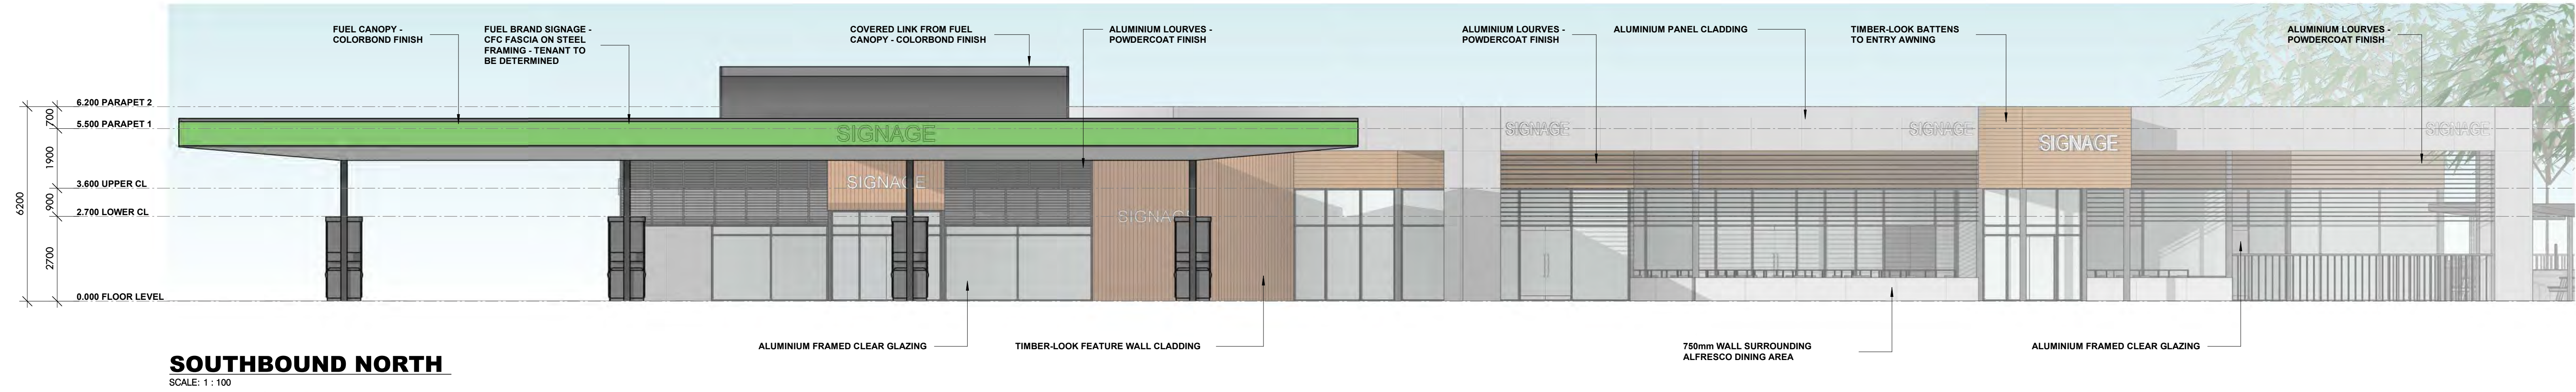 FUEL CANOPY -
COLORBOND FINISH
FUEL BRAND SIGNAGE -
CFC FASCIA ON STEEL
FRAMING - TENANT TO
BE DETERMINED
COVERED LINK FROM FUEL
CANOPY - COLORBOND FINISH
ALUMINIUM LOURVES -
POWDERCOAT FINISH
ALUMINIUM LOURVES -
POWDERCOAT FINISH
ALUMINIUM PANEL CLADDING
TIMBER-LOOK BATTENS
TO ENTRY AWNING
ALUMINIUM LOURVES -
POWDERCOAT FINISH
6.200 PARAPET 2
5.500 PARAPET 1
3.600 UPPER CL
2.700 LOWER CL
0.000 FLOOR LEVEL
6200
700
1900
900
2700
SIGNAGE
SIGNAGE
SIGNAGE
SIGNAGE
SIGNAGE
SIGNAGE
SIGNAGE
ALUMINIUM FRAMED CLEAR GLAZING
TIMBER-LOOK FEATURE WALL CLADDING
750mm WALL SURROUNDING
ALFRESCO DINING AREA
ALUMINIUM FRAMED CLEAR GLAZING
SOUTHBOUND NORTH
SCALE: 1 : 100